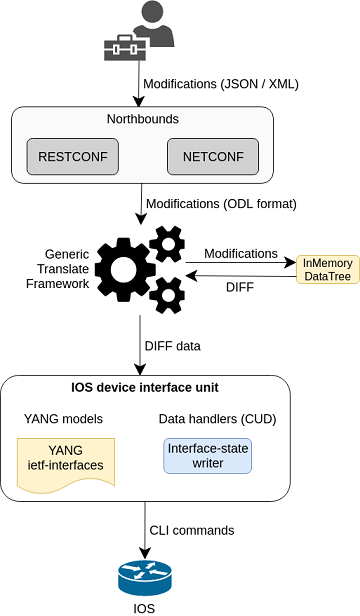 Modifications (JSON / XML)
Northbounds
RESTCONF
NETCONF
Modifications (ODL format)
Generic
Translate
Framework
Modifications
DIFF
InMemory
DataTree
DIFF data
IOS device interface unit
YANG models
Data handlers (CUD)
YANG
ietf-interfaces
Interface-state
writer
CLI commands
IOS